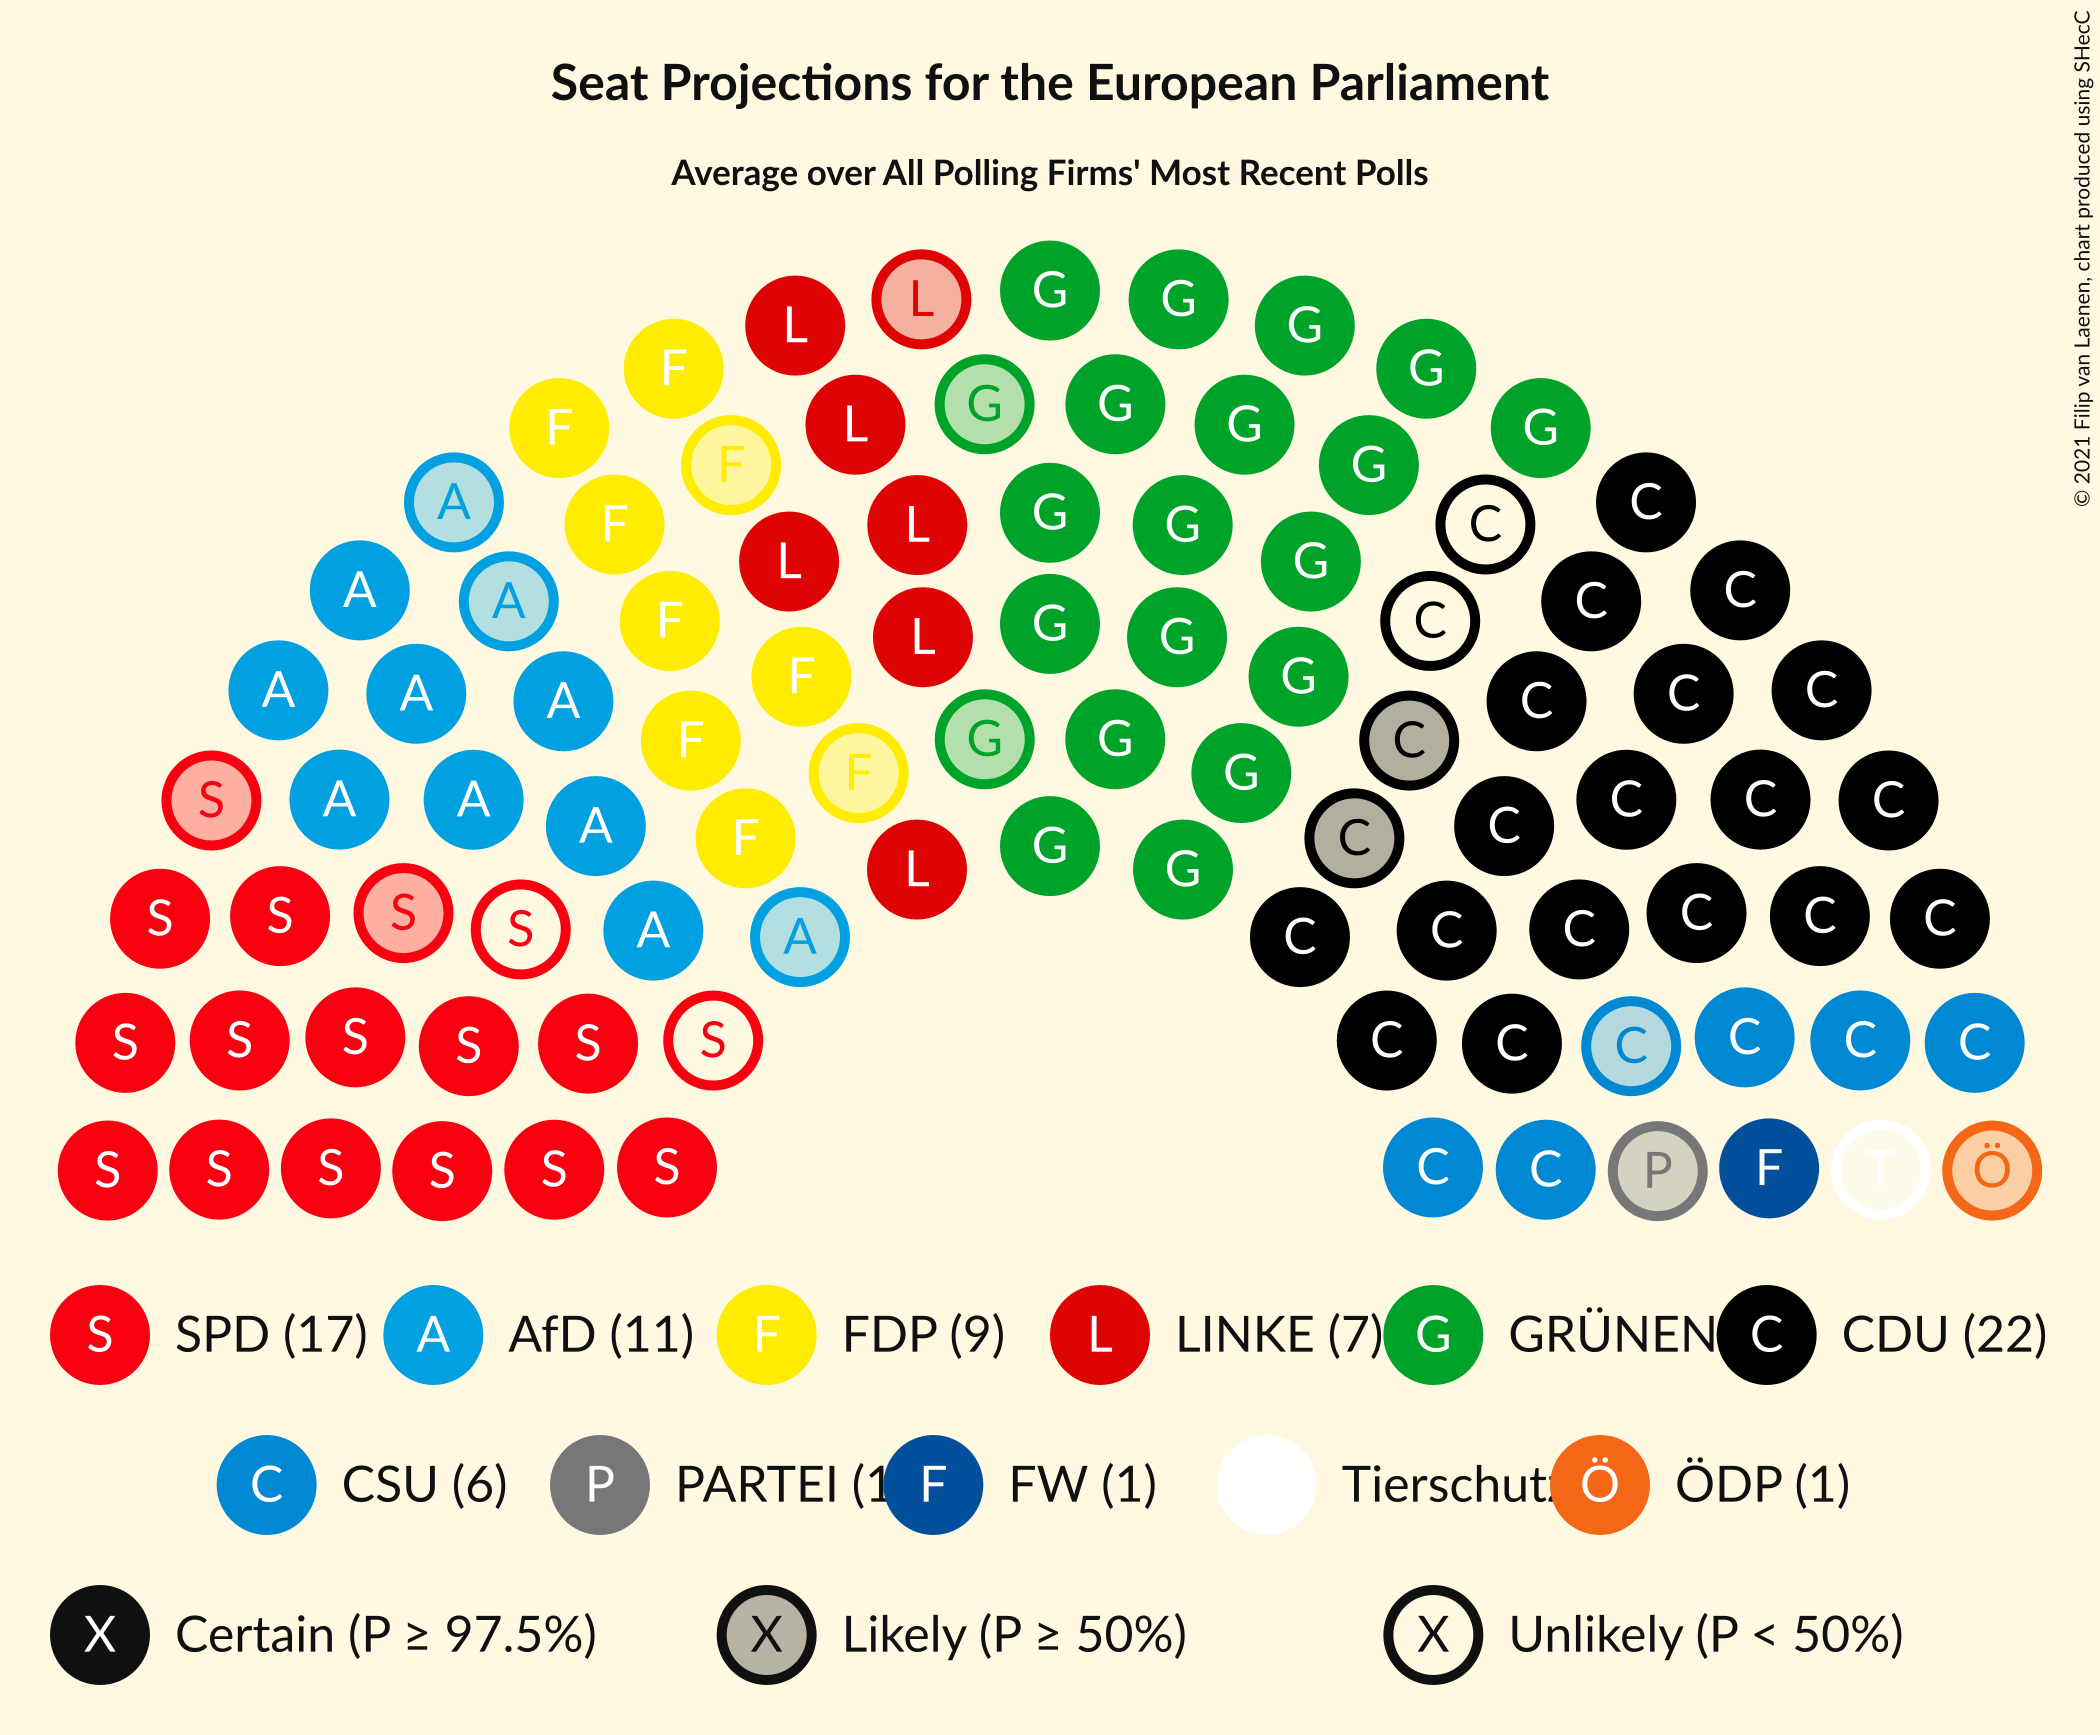 Seat Projections for the European Parliament
Average over All Polling Firms' Most Recent Polls
© 2021 Filip van Laenen, chart produced using SHecC
L L G G G G
F F L G G G G G
A F F L G G G C C
A A F L G G C C C
A A A F L G G G C C C C
A A F F G G G C C C C
S A A A F L G G C C C C C
S S S S A A C C C C C C
S S S S S S C C C C C C
S S S S S S C C P F T Ö
S SPD (17) A AfD (11) F FDP (9) L LINKE (7) G GRÜNEN C CDU (22)
C CSU (6) P PARTEI (1 F FW (1) Tierschutz Ö ÖDP (1)
X Certain (P ≥ 97.5%) X Likely (P ≥ 50%) X Unlikely (P < 50%)